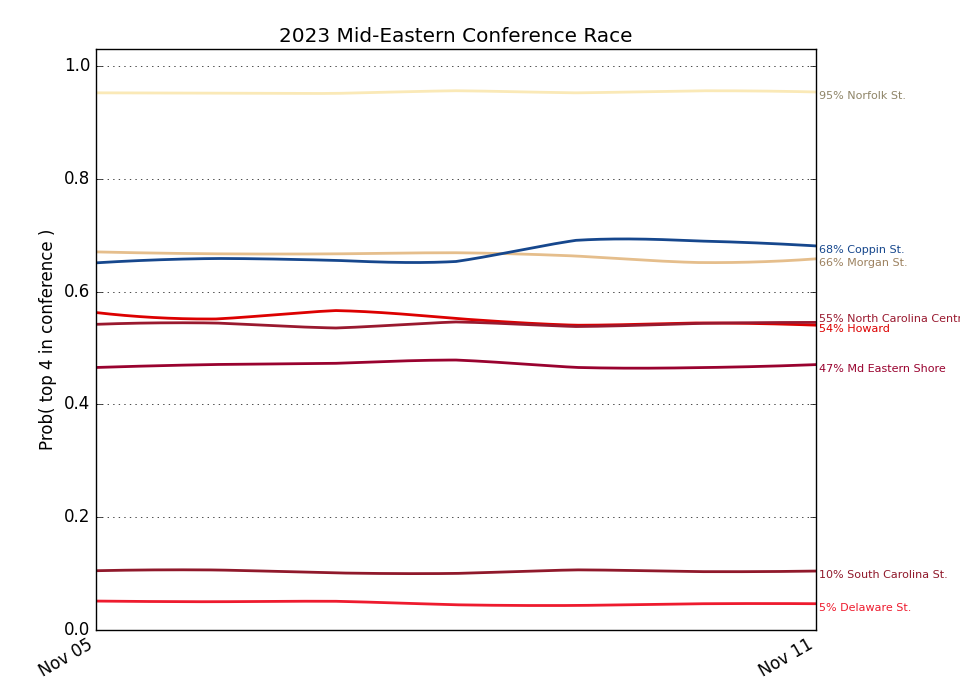 2023 Mid-Eastern Conference Race
Prob( top 4 in conference )
1.0
0.8
0.6
0.4
0.2
0.0
Nov 05
Nov 11
95% Norfolk St.
68% Coppin St.
66% Morgan St.
55% North Carolina Centr
54% Howard
47% Md Eastern Shore
10% South Carolina St.
5% Delaware St.